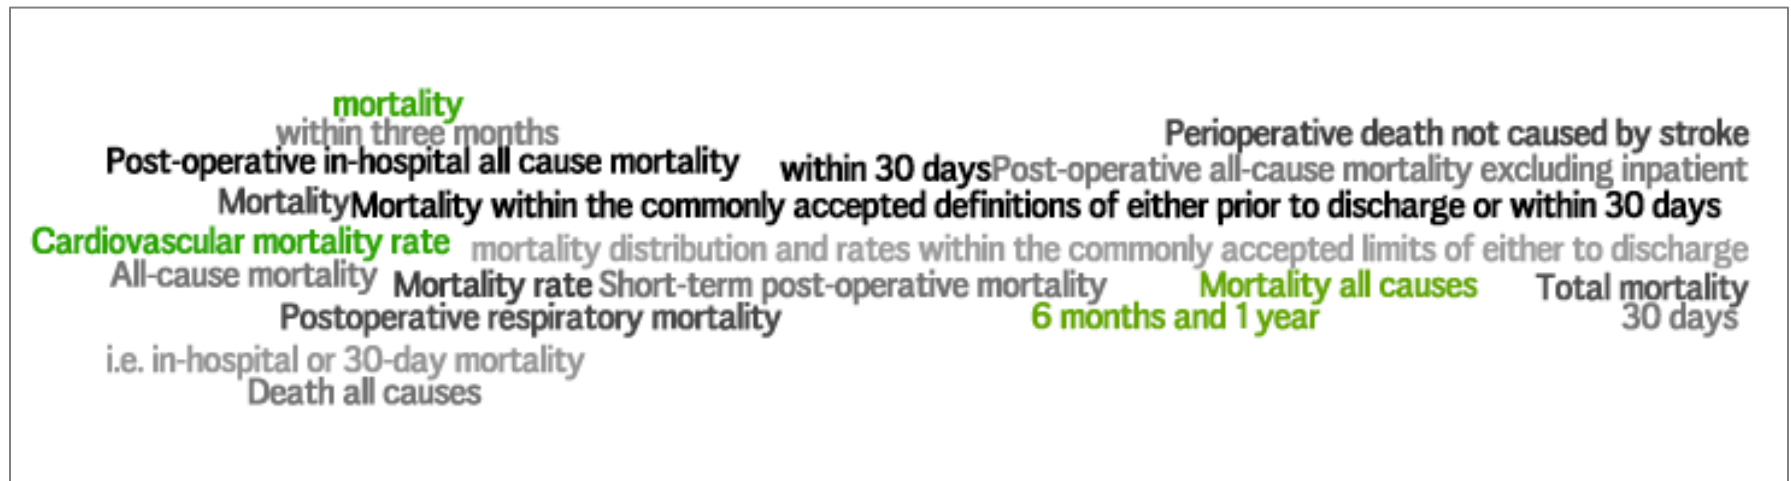 mortality
within three months
Perioperative death not caused by stroke
Post-operative in-hospital all cause mortality
within 30 days
Post-operative all-cause mortality excluding inpatient
Mortality
Mortality within the commonly accepted definitions of either prior to discharge or within 30 days
Cardiovascular mortality rate
mortality distribution and rates within the commonly accepted limits of either to discharge
All-cause mortality
Mortality rate
Short-term post-operative mortality
Mortality all causes
Total mortality
Postoperative respiratory mortality
6 months and 1 year
30 days
i.e. in-hospital or 30-day mortality
Death all causes